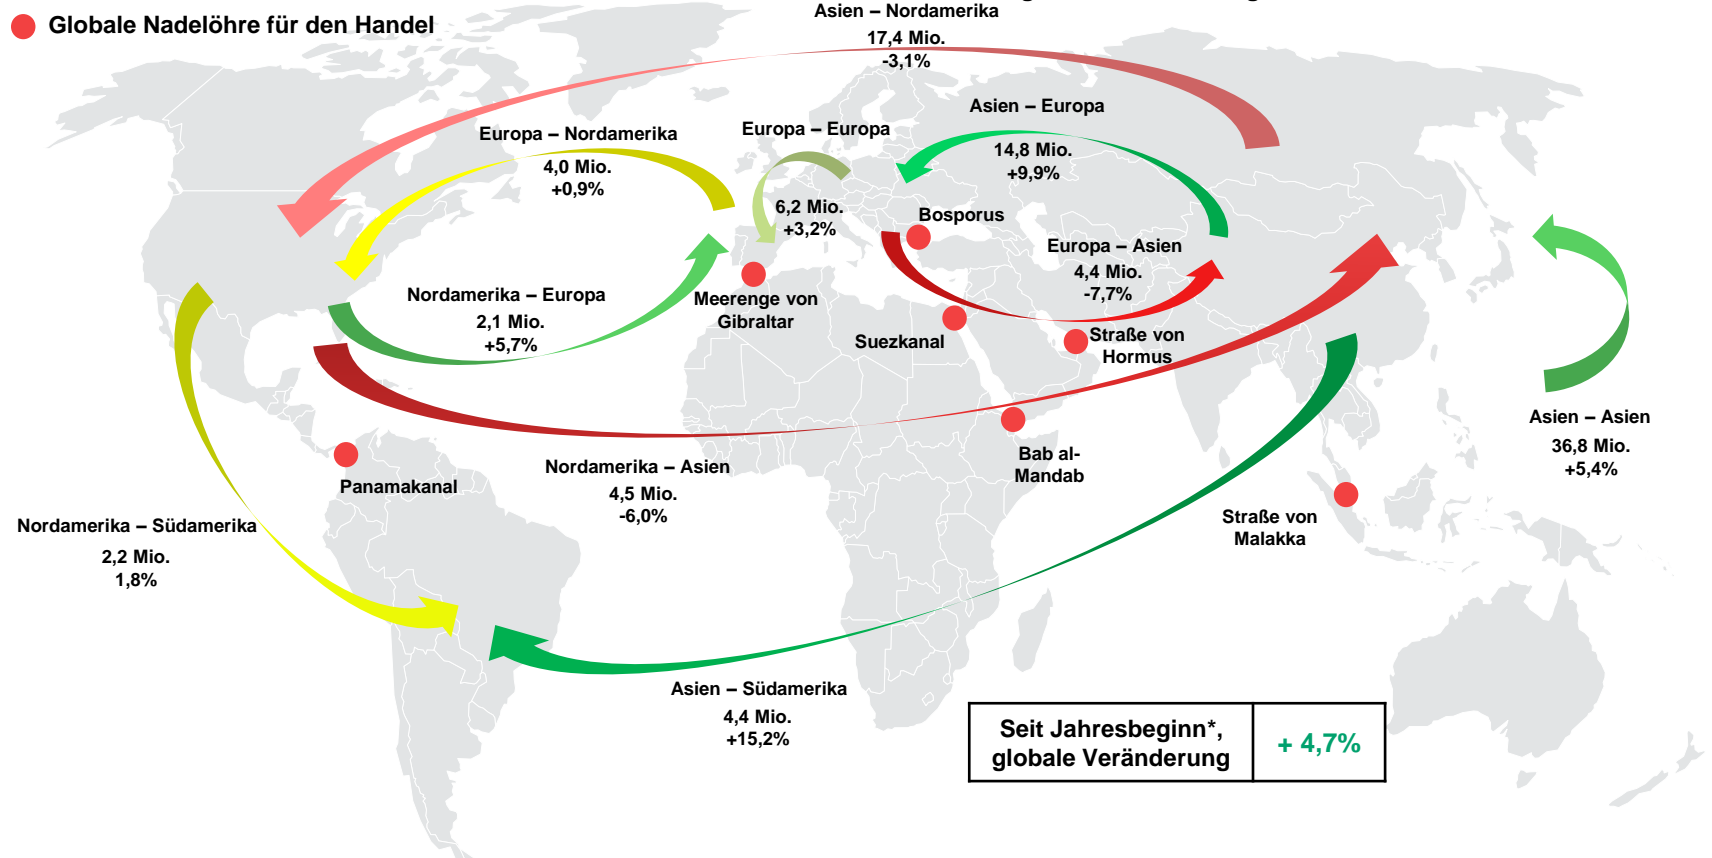 Globale Nadelöhre für den Handel
Asien – Nordamerika
17,4 Mio.
-3,1%
Asien – Europa
14,8 Mio.
+9,9%
Europa – Nordamerika
4,0 Mio.
+0,9%
Europa – Europa
6,2 Mio.
+3,2%
Bosporus
Europa – Asien
4,4 Mio.
-7,7%
Nordamerika – Europa
2,1 Mio.
+5,7%
Meerenge von
Gibraltar
Suezkanal
Straße von
Hormus
Asien – Asien
36,8 Mio.
+5,4%
Bab al-
Mandab
Nordamerika – Asien
4,5 Mio.
-6,0%
Panamakanal
Straße von
Malakka
Nordamerika – Südamerika
2,2 Mio.
1,8%
Asien – Südamerika
4,4 Mio.
+15,2%
Seit Jahresbeginn*,
globale Veränderung
+ 4,7%